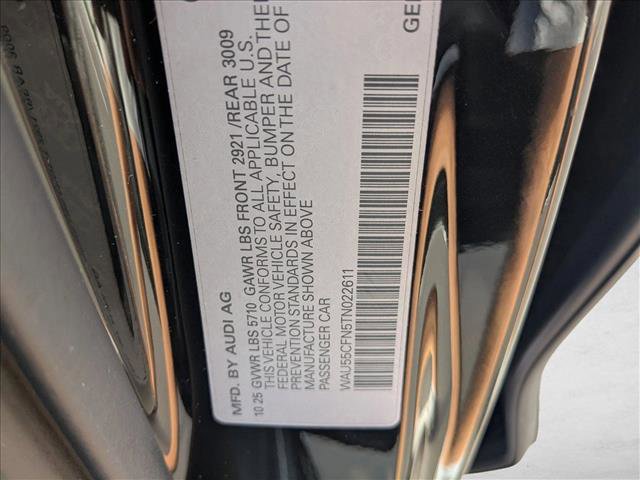 MFD. BY AUDI AG
10 25 GVWR LBS 5710 GAWR LBS FRONT 2921 /REAR 3009
THIS VEHICLE CONFORMS TO ALL APPLICABLE U.S.
FEDERAL MOTOR VEHICLE SAFETY, BUMPER AND THE
PREVENTION STANDARDS IN EFFECT ON THE DATE OF
MANUFACTURE SHOWN ABOVE
PASSENGER CAR
WAU55CFN5TN022611
GE